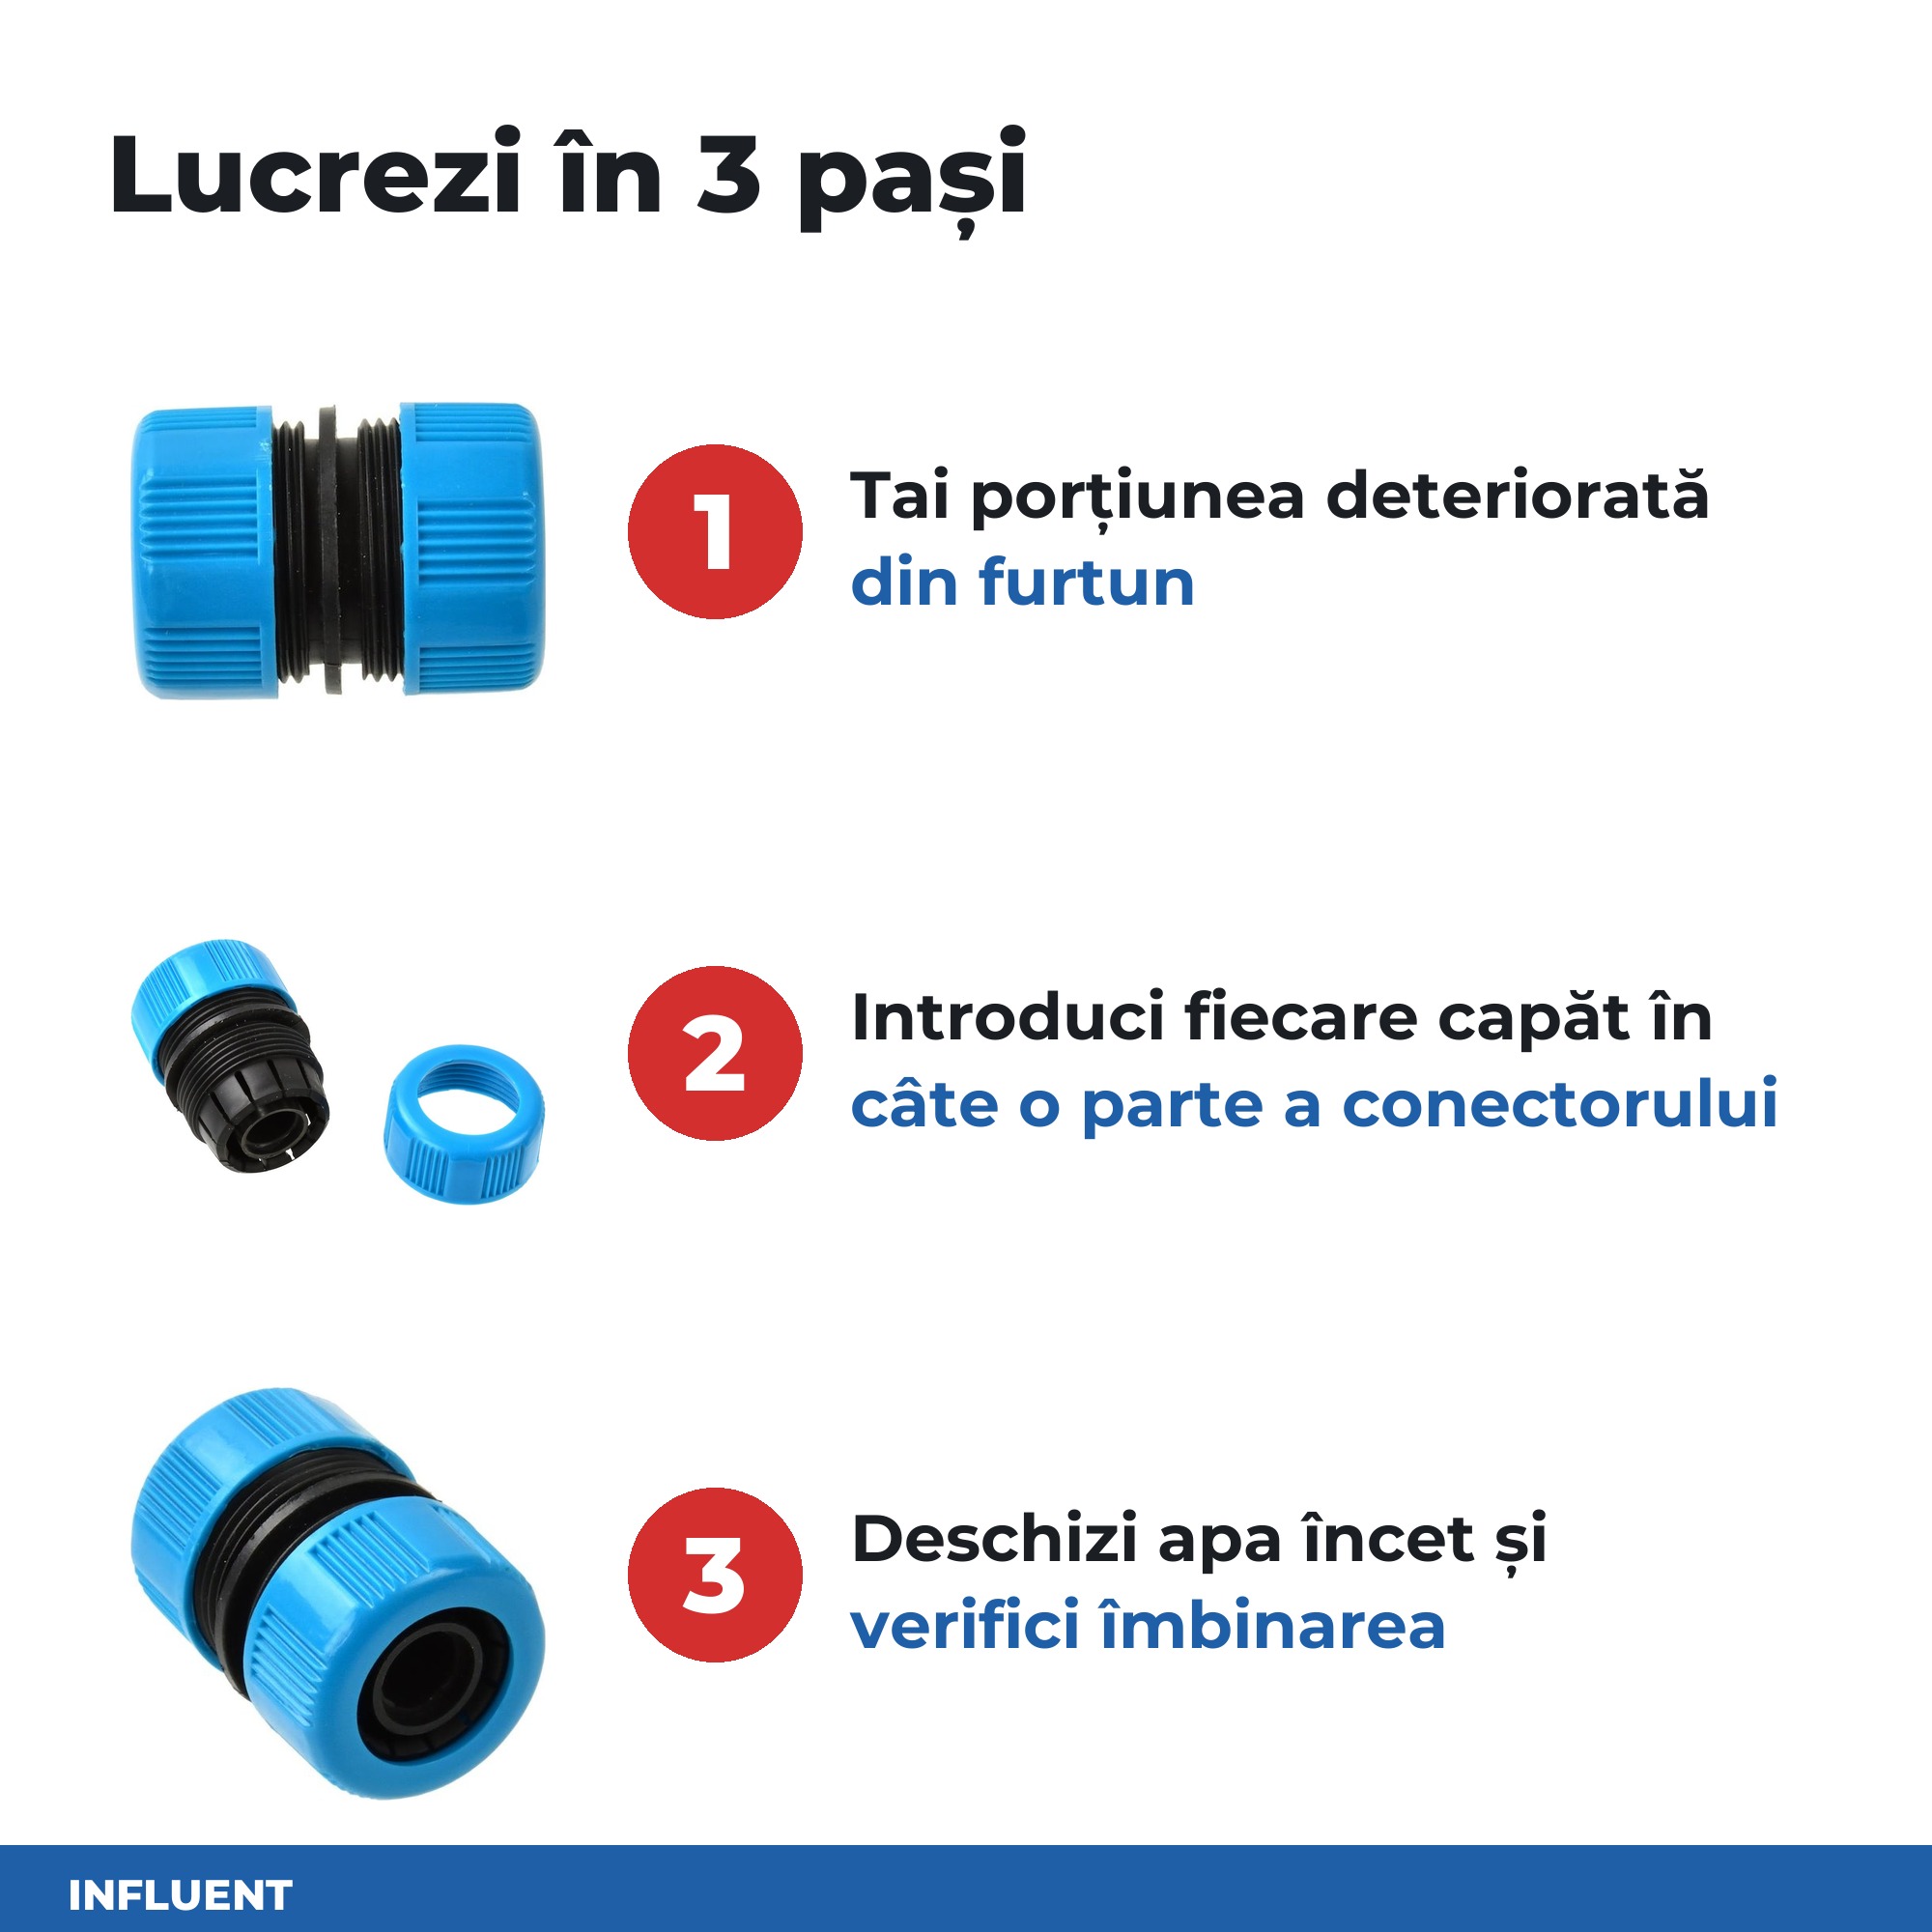 Lucrezi în 3 pași
1
Tai porțiunea deteriorată
din furtun
2
Introduci fiecare capăt în
câte o parte a conectorului
3
Deschizi apa încet și
verifici îmbinarea
INFLUENT